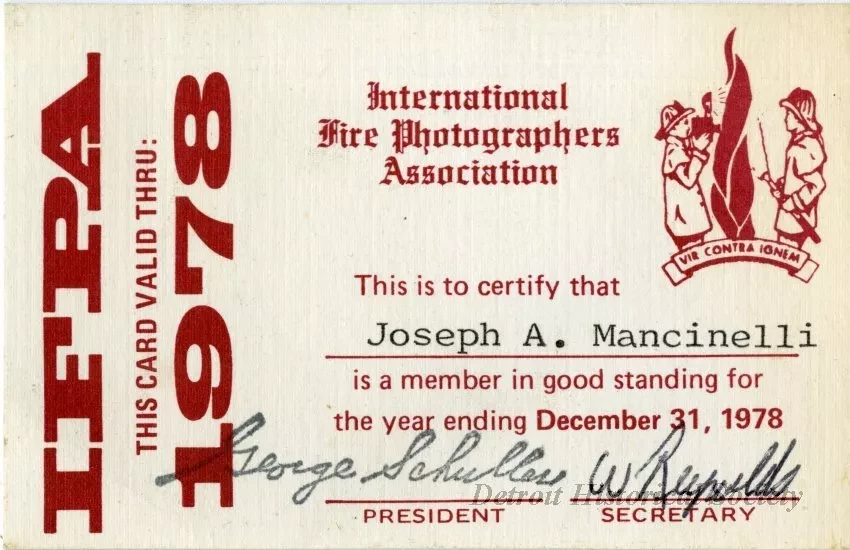 IFPA
THIS CARD VALID THRU:
1978
International
Fire Photographers
Association
VIR CONTRA IGNEM
This is to certify that
Joseph A. Mancinelli
is a member in good standing for
the year ending December 31, 1978
George Schuller W Reynolds
Detroit Historical Society
PRESIDENT SECRETARY